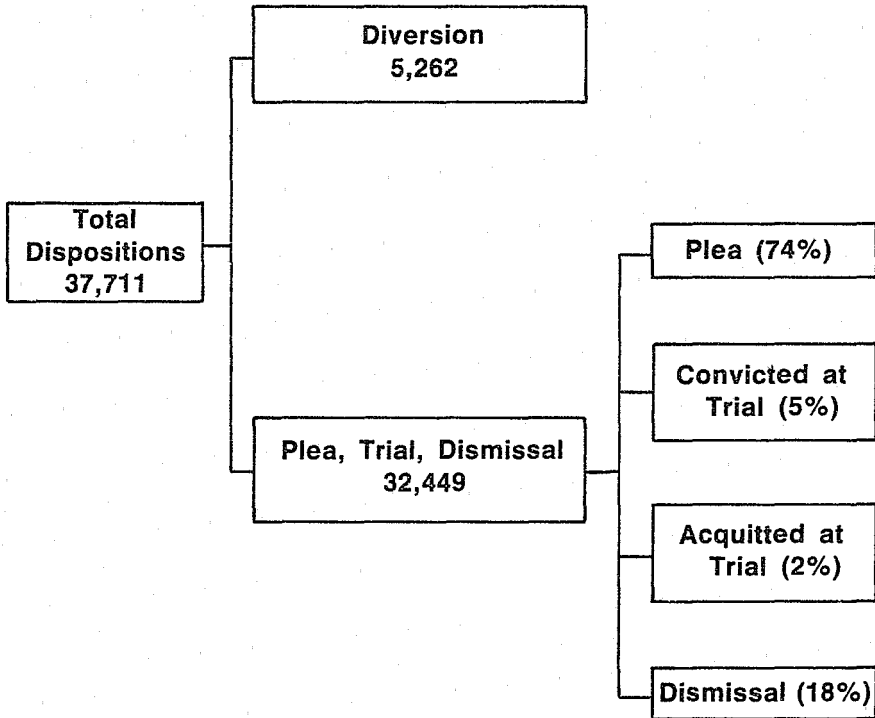 Diversion
5,262
Total
Dispositions
37,711
Plea, Trial, Dismissal
32,449
Plea (74%)
Convicted at
Trial (5%)
Acquitted at
Trial (2%)
Dismissal (18%)